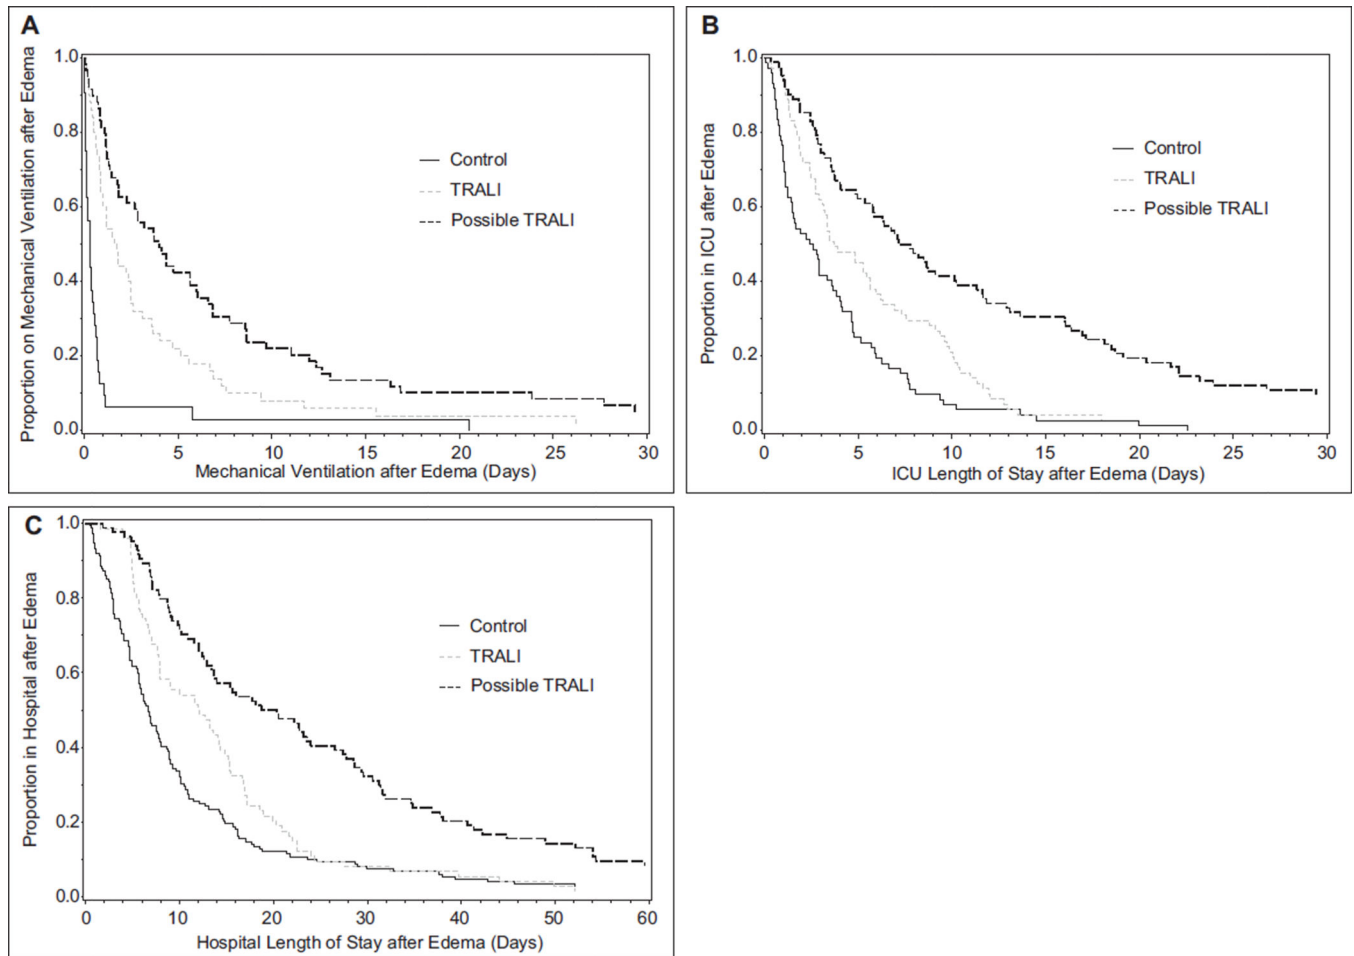 A
Proportion on Mechanical Ventilation after Edema
1.0
0.8
0.6
0.4
0.2
0.0
Control
TRALI
Possible TRALI
0 5 10 15 20 25 30
Mechanical Ventilation after Edema (Days)
B
Proportion in ICU after Edema
1.0
0.8
0.6
0.4
0.2
0.0
Control
TRALI
Possible TRALI
0 5 10 15 20 25 30
ICU Length of Stay after Edema (Days)
C
Proportion in Hospital after Edema
1.0
0.8
0.6
0.4
0.2
0.0
Control
TRALI
Possible TRALI
0 10 20 30 40 50 60
Hospital Length of Stay after Edema (Days)